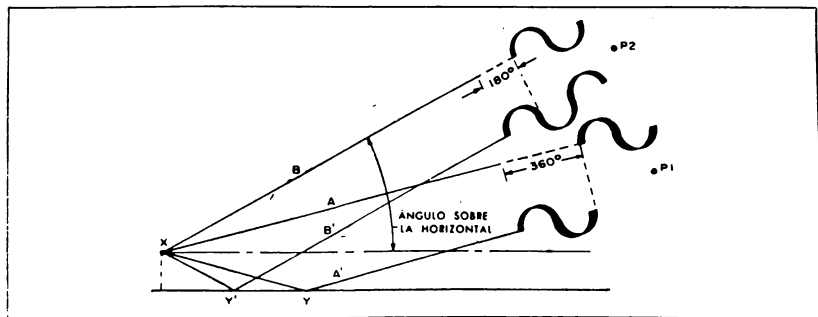 P2
180°
B
360°
P1
A
ÁNGULO SOBRE
LA HORIZONTAL
B'
X
A'
Y'
Y